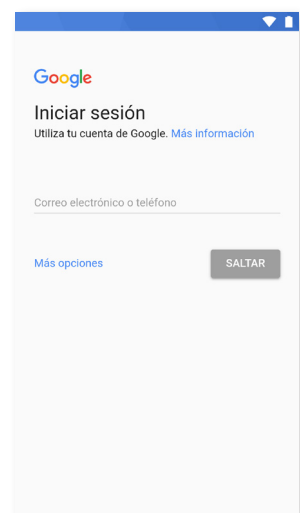 Google
Iniciar sesión
Utiliza tu cuenta de Google. Más información
Correo electrónico o teléfono
Más opciones
SALTAR